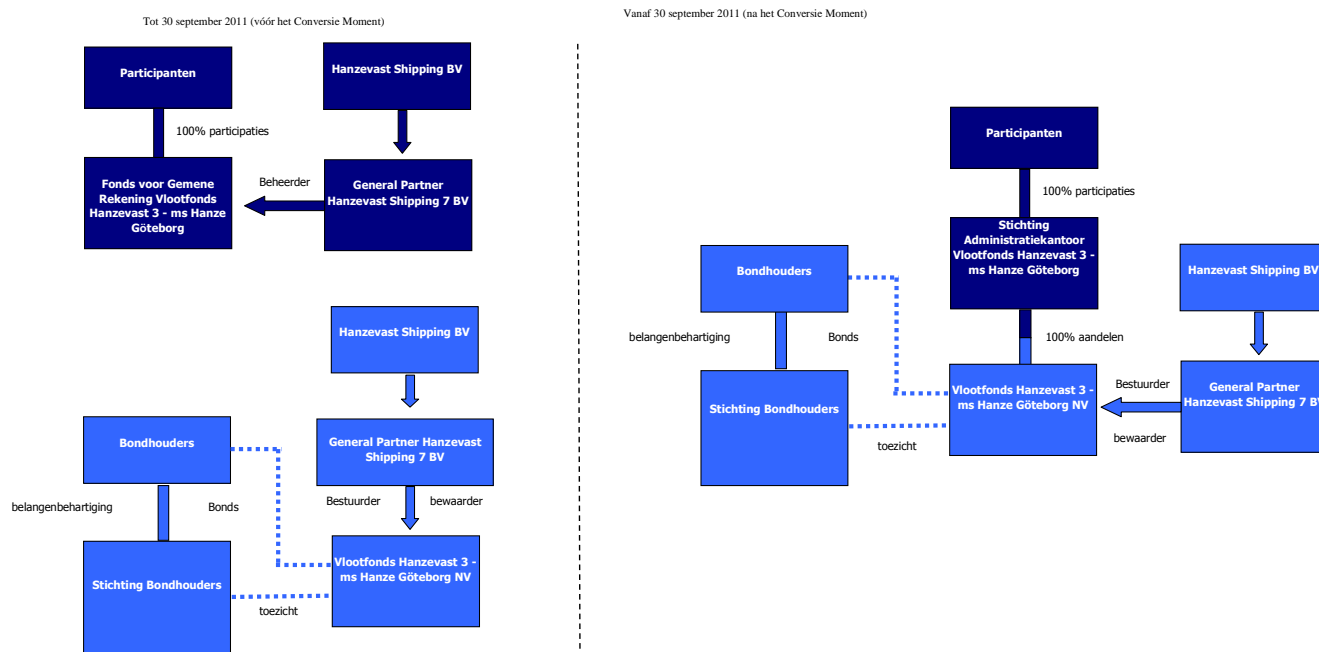 Tot 30 september 2011 (vóór het Conversie Moment)
Participanten
Hanzevast Shipping BV
100% participaties
Fonds voor Gemene
Rekening Vlootfonds
Hanzevast 3 - ms Hanze
Göteborg
Beheerder
General Partner
Hanzevast Shipping 7 BV
Hanzevast Shipping BV
Bondhouders
General Partner Hanzevast
Shipping 7 BV
belangenbehartiging
Bonds
Bestuurder
bewaarder
Stichting Bondhouders
Vlootfonds Hanzevast 3 -
ms Hanze Göteborg NV
toezicht
Vanaf 30 september 2011 (na het Conversie Moment)
Participanten
100% participaties
Stichting
Administratiekantoor
Vlootfonds Hanzevast 3 -
ms Hanze Göteborg
Bondhouders
Hanzevast Shipping BV
belangenbehartiging
Bonds
100% aandelen
Stichting Bondhouders
Vlootfonds Hanzevast 3 -
ms Hanze Göteborg NV
Bestuurder
General Partner
Hanzevast Shipping 7 BV
toezicht
bewaarder